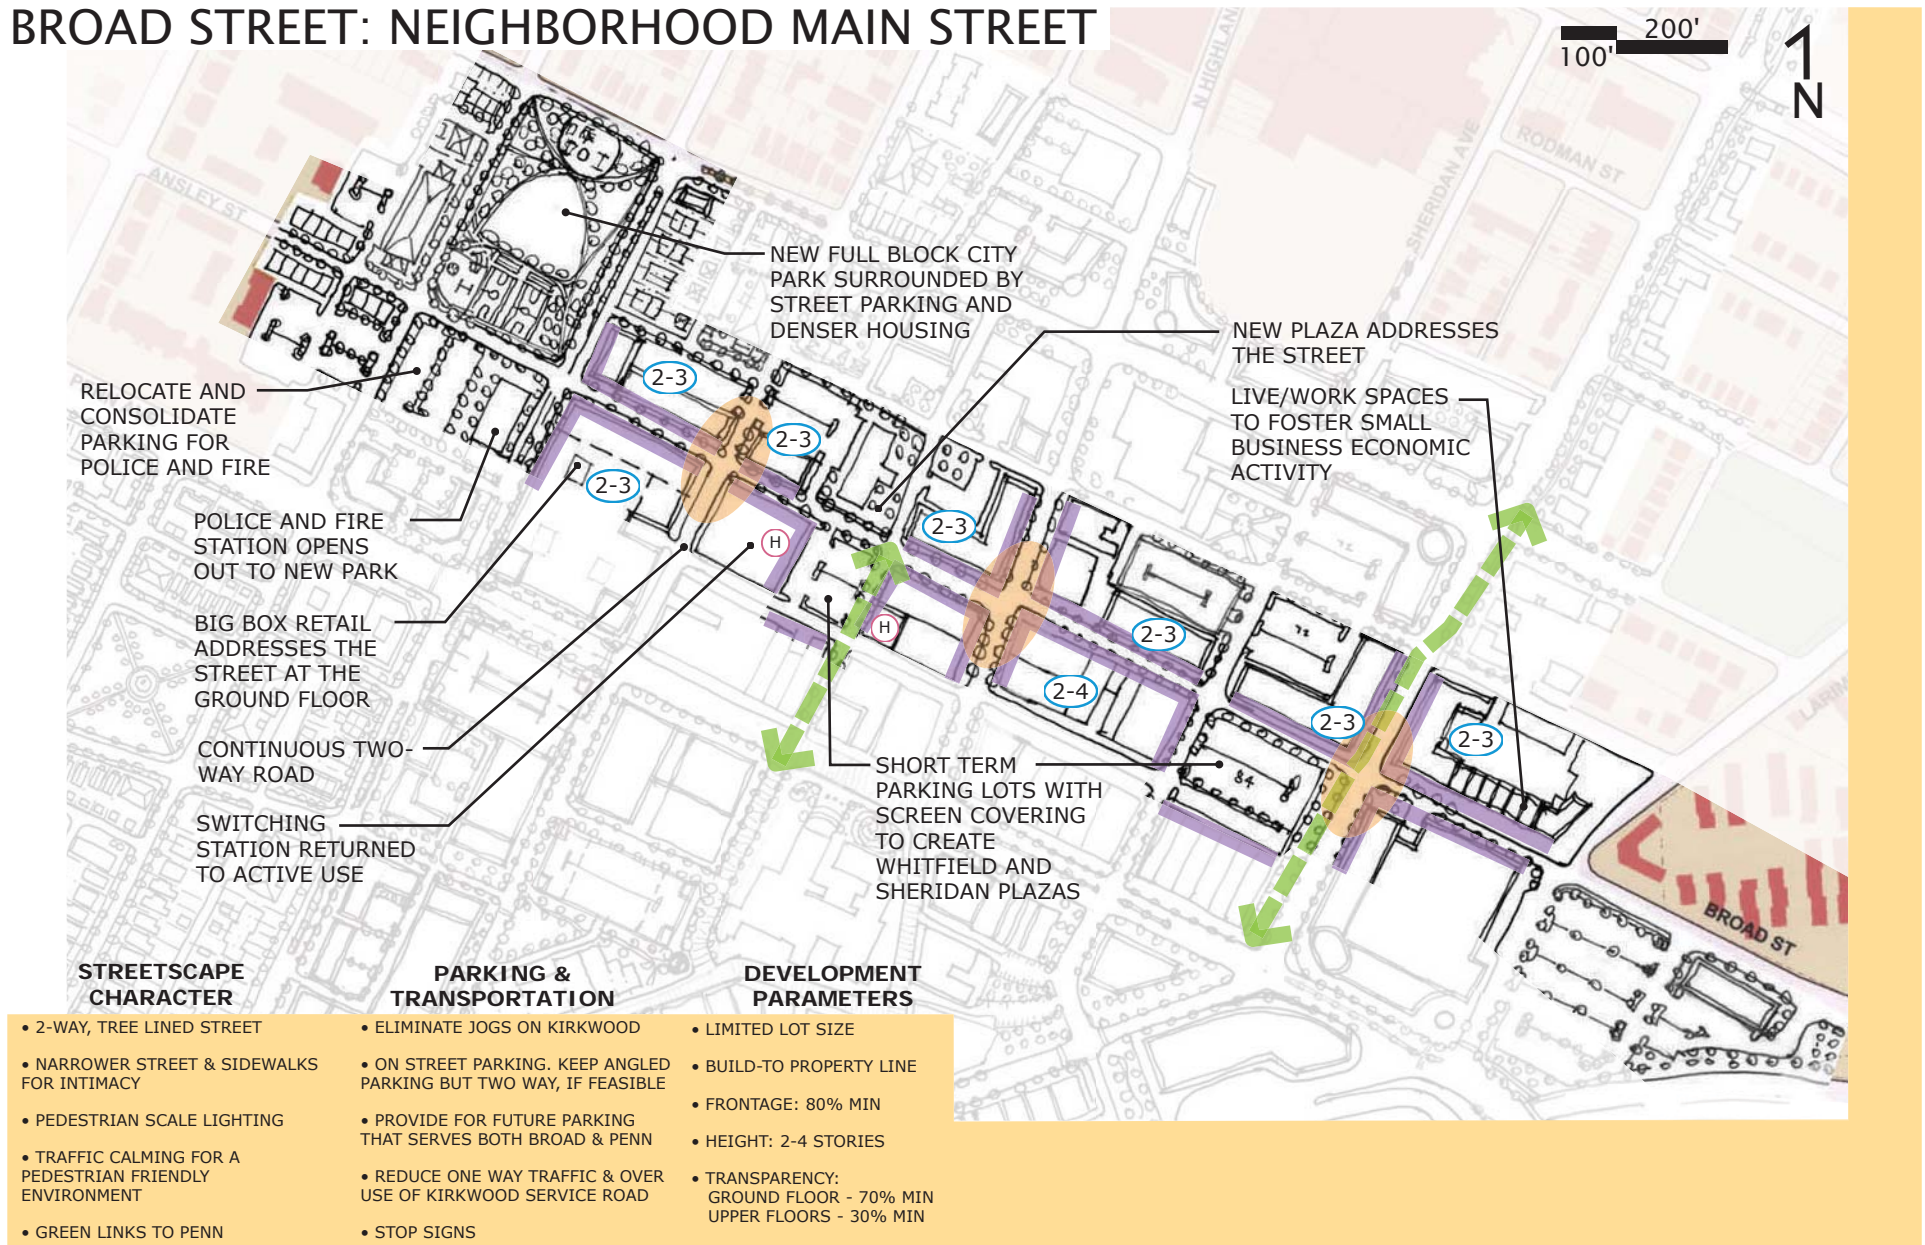 BROAD STREET: NEIGHBORHOOD MAIN STREET
200'
100'
N
N HIGHLAN
SHERIDAN AVE
RODMAN ST
ANSLEY ST
LARIM
BROAD ST
NEW FULL BLOCK CITY
PARK SURROUNDED BY
STREET PARKING AND
DENSER HOUSING
NEW PLAZA ADDRESSES
THE STREET
LIVE/WORK SPACES
TO FOSTER SMALL
BUSINESS ECONOMIC
ACTIVITY
RELOCATE AND
CONSOLIDATE
PARKING FOR
POLICE AND FIRE
POLICE AND FIRE
STATION OPENS
OUT TO NEW PARK
BIG BOX RETAIL
ADDRESSES THE
STREET AT THE
GROUND FLOOR
CONTINUOUS TWO-
WAY ROAD
SWITCHING
STATION RETURNED
TO ACTIVE USE
SHORT TERM
PARKING LOTS WITH
SCREEN COVERING
TO CREATE
WHITFIELD AND
SHERIDAN PLAZAS
2-3
2-3
2-3
2-3
2-3
2-4
2-3
2-3
H
H
72
72
84
STREETSCAPE
CHARACTER
• 2-WAY, TREE LINED STREET
• NARROWER STREET & SIDEWALKS
FOR INTIMACY
• PEDESTRIAN SCALE LIGHTING
• TRAFFIC CALMING FOR A
PEDESTRIAN FRIENDLY
ENVIRONMENT
• GREEN LINKS TO PENN
PARKING &
TRANSPORTATION
• ELIMINATE JOGS ON KIRKWOOD
• ON STREET PARKING. KEEP ANGLED
PARKING BUT TWO WAY, IF FEASIBLE
• PROVIDE FOR FUTURE PARKING
THAT SERVES BOTH BROAD & PENN
• REDUCE ONE WAY TRAFFIC & OVER
USE OF KIRKWOOD SERVICE ROAD
• STOP SIGNS
DEVELOPMENT
PARAMETERS
• LIMITED LOT SIZE
• BUILD-TO PROPERTY LINE
• FRONTAGE: 80% MIN
• HEIGHT: 2-4 STORIES
• TRANSPARENCY:
GROUND FLOOR - 70% MIN
UPPER FLOORS - 30% MIN